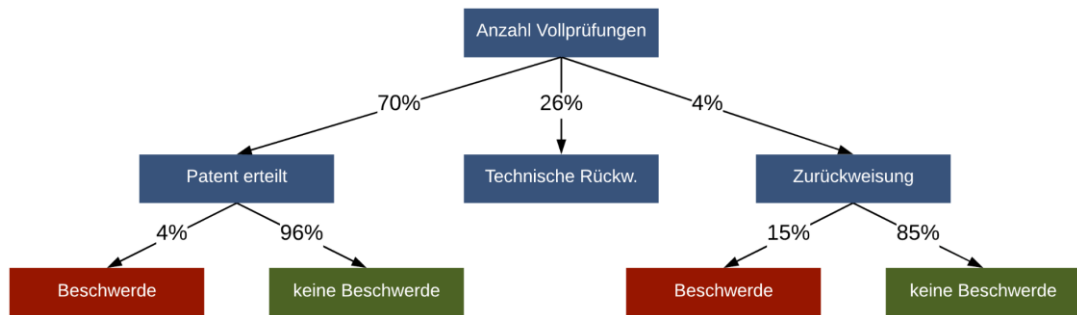 Anzahl Vollprüfungen
70%
26%
4%
Patent erteilt
Technische Rückw.
Zurückweisung
4%
96%
15%
85%
Beschwerde
keine Beschwerde
Beschwerde
keine Beschwerde